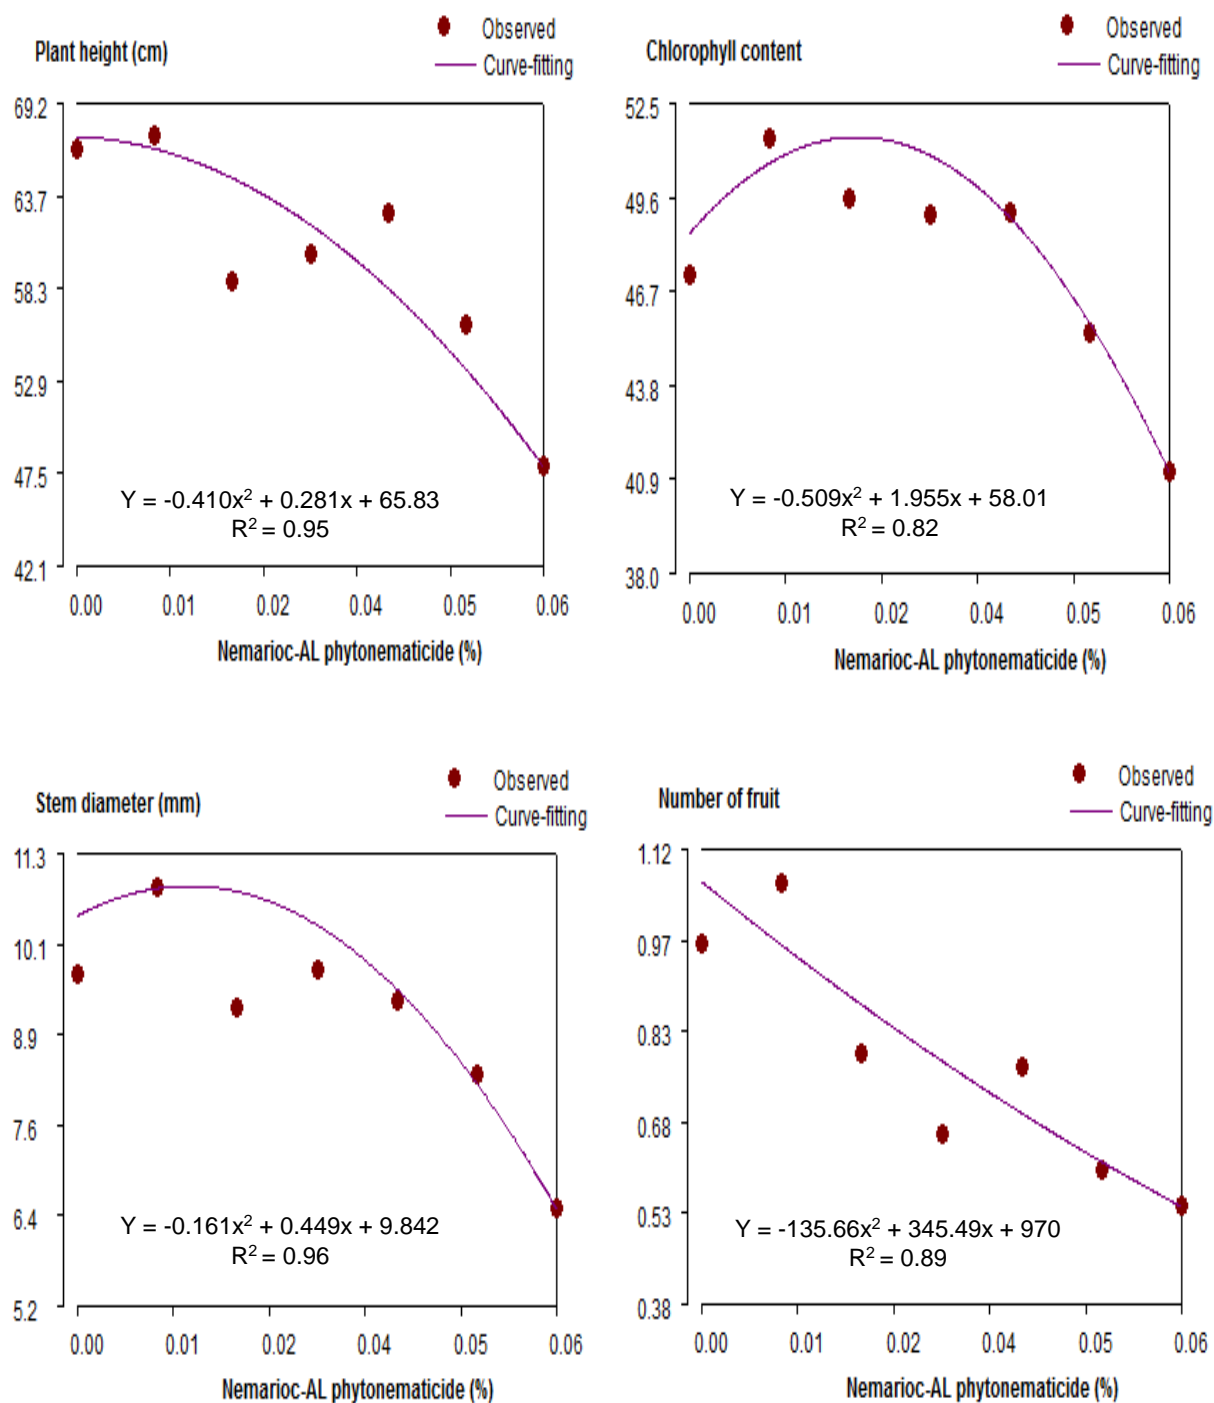 Plant height (cm)
Observed
Curve-fitting
69.2
63.7
58.3
52.9
47.5
42.1
Y = -0.410x² + 0.281x + 65.83
R² = 0.95
0.00 0.01 0.02 0.04 0.05 0.06
Nemarioc-AL phytonematicide (%)
Chlorophyll content
Observed
Curve-fitting
52.5
49.6
46.7
43.8
40.9
38.0
Y = -0.509x² + 1.955x + 58.01
R² = 0.82
0.00 0.01 0.02 0.04 0.05 0.06
Nemarioc-AL phytonematicide (%)
Stem diameter (mm)
Observed
Curve-fitting
11.3
10.1
8.9
7.6
6.4
5.2
Y = -0.161x² + 0.449x + 9.842
R² = 0.96
0.00 0.01 0.02 0.04 0.05 0.06
Nemarioc-AL phytonematicide (%)
Number of fruit
Observed
Curve-fitting
1.12
0.97
0.83
0.68
0.53
0.38
Y = -135.66x² + 345.49x + 970
R² = 0.89
0.00 0.01 0.02 0.04 0.05 0.06
Nemarioc-AL phytonematicide (%)